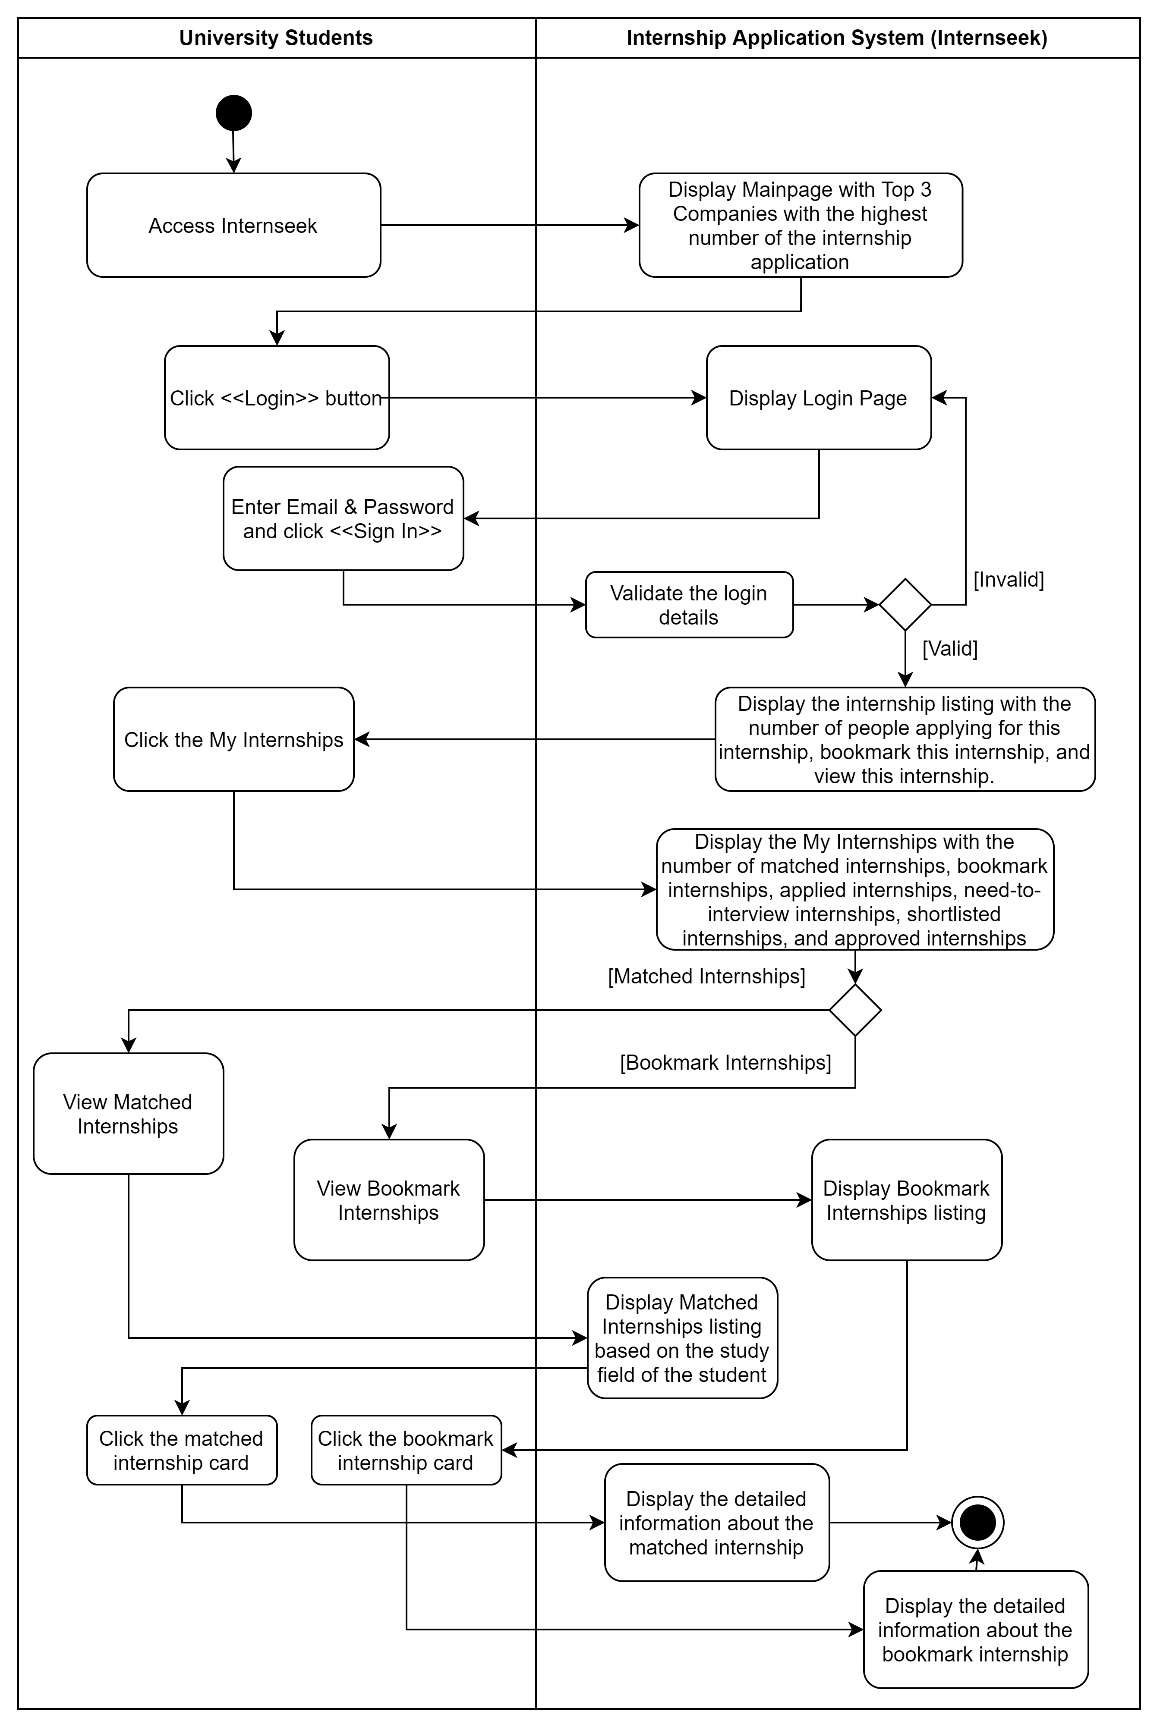 University Students
Internship Application System (Internseek)
Access Internseek
Display Mainpage with Top 3
Companies with the highest
number of the internship
application
Click <<Login>> button
Display Login Page
Enter Email & Password
and click <<Sign In>>
[Invalid]
Validate the login
details
[Valid]
Click the My Internships
Display the internship listing with the
number of people applying for this
internship, bookmark this internship, and
view this internship.
Display the My Internships with the
number of matched internships, bookmark
internships, applied internships, need-to-
interview internships, shortlisted
internships, and approved internships
[Matched Internships]
[Bookmark Internships]
View Matched
Internships
View Bookmark
Internships
Display Bookmark
Internships listing
Display Matched
Internships listing
based on the study
field of the student
Click the matched
internship card
Click the bookmark
internship card
Display the detailed
information about the
matched internship
Display the detailed
information about the
bookmark internship